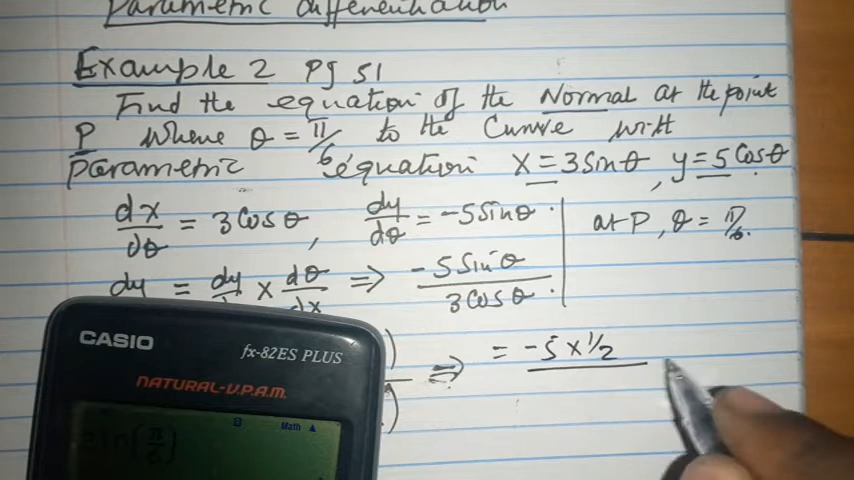 Parametric differentiation
Example 2 Pg 51
Find the equation of the Normal at the point
P where θ = π/6 to the Curve with
parametric equation x = 3Sinθ, y = 5Cosθ
dx/dθ = 3Cosθ, dy/dθ = -5Sinθ. at P, θ = π/6.
dy = dy/ × dθ/dx ⇒ -5Sinθ/3Cosθ.
) ⇒ = -5 × 1/2
)
CASIO
fx-82ES PLUS
NATURAL-V.P.A.M.
Math ▲
sin(π/6)